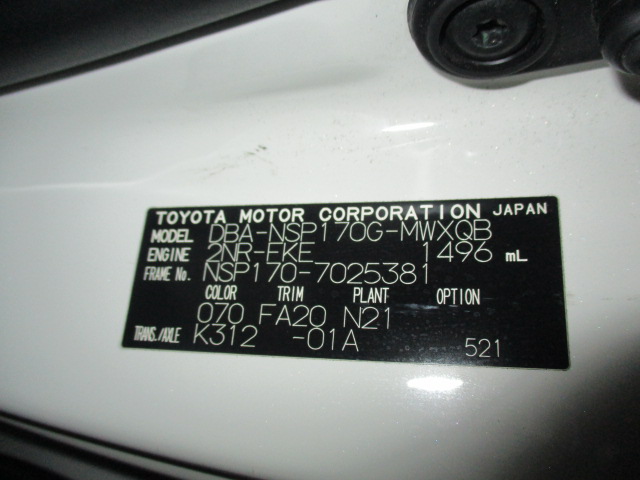 TOYOTA MOTOR CORPORATION JAPAN
MODEL DBA-NSP170G-MWXQB
ENGINE 2NR-FKE 1496 mL
FRAME No. NSP170-7025381
COLOR TRIM PLANT OPTION
070 FA20 N21
TRANS./AXLE K312 -01A 521